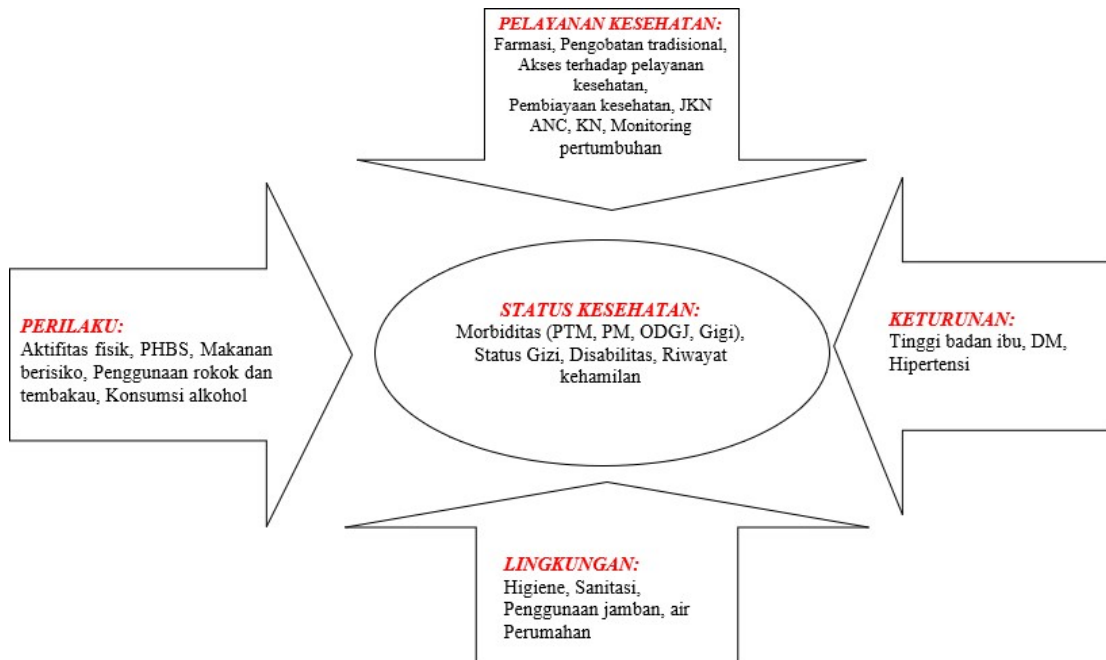 PELAYANAN KESEHATAN:
Farmasi, Pengobatan tradisional,
Akses terhadap pelayanan
kesehatan,
Pembiayaan kesehatan, JKN
ANC, KN, Monitoring
pertumbuhan
PERILAKU:
Aktifitas fisik, PHBS, Makanan
berisiko, Penggunaan rokok dan
tembakau, Konsumsi alkohol
STATUS KESEHATAN:
Morbiditas (PTM, PM, ODGJ, Gigi),
Status Gizi, Disabilitas, Riwayat
kehamilan
KETURUNAN:
Tinggi badan ibu, DM,
Hipertensi
LINGKUNGAN:
Higiene, Sanitasi,
Penggunaan jamban, air
Perumahan